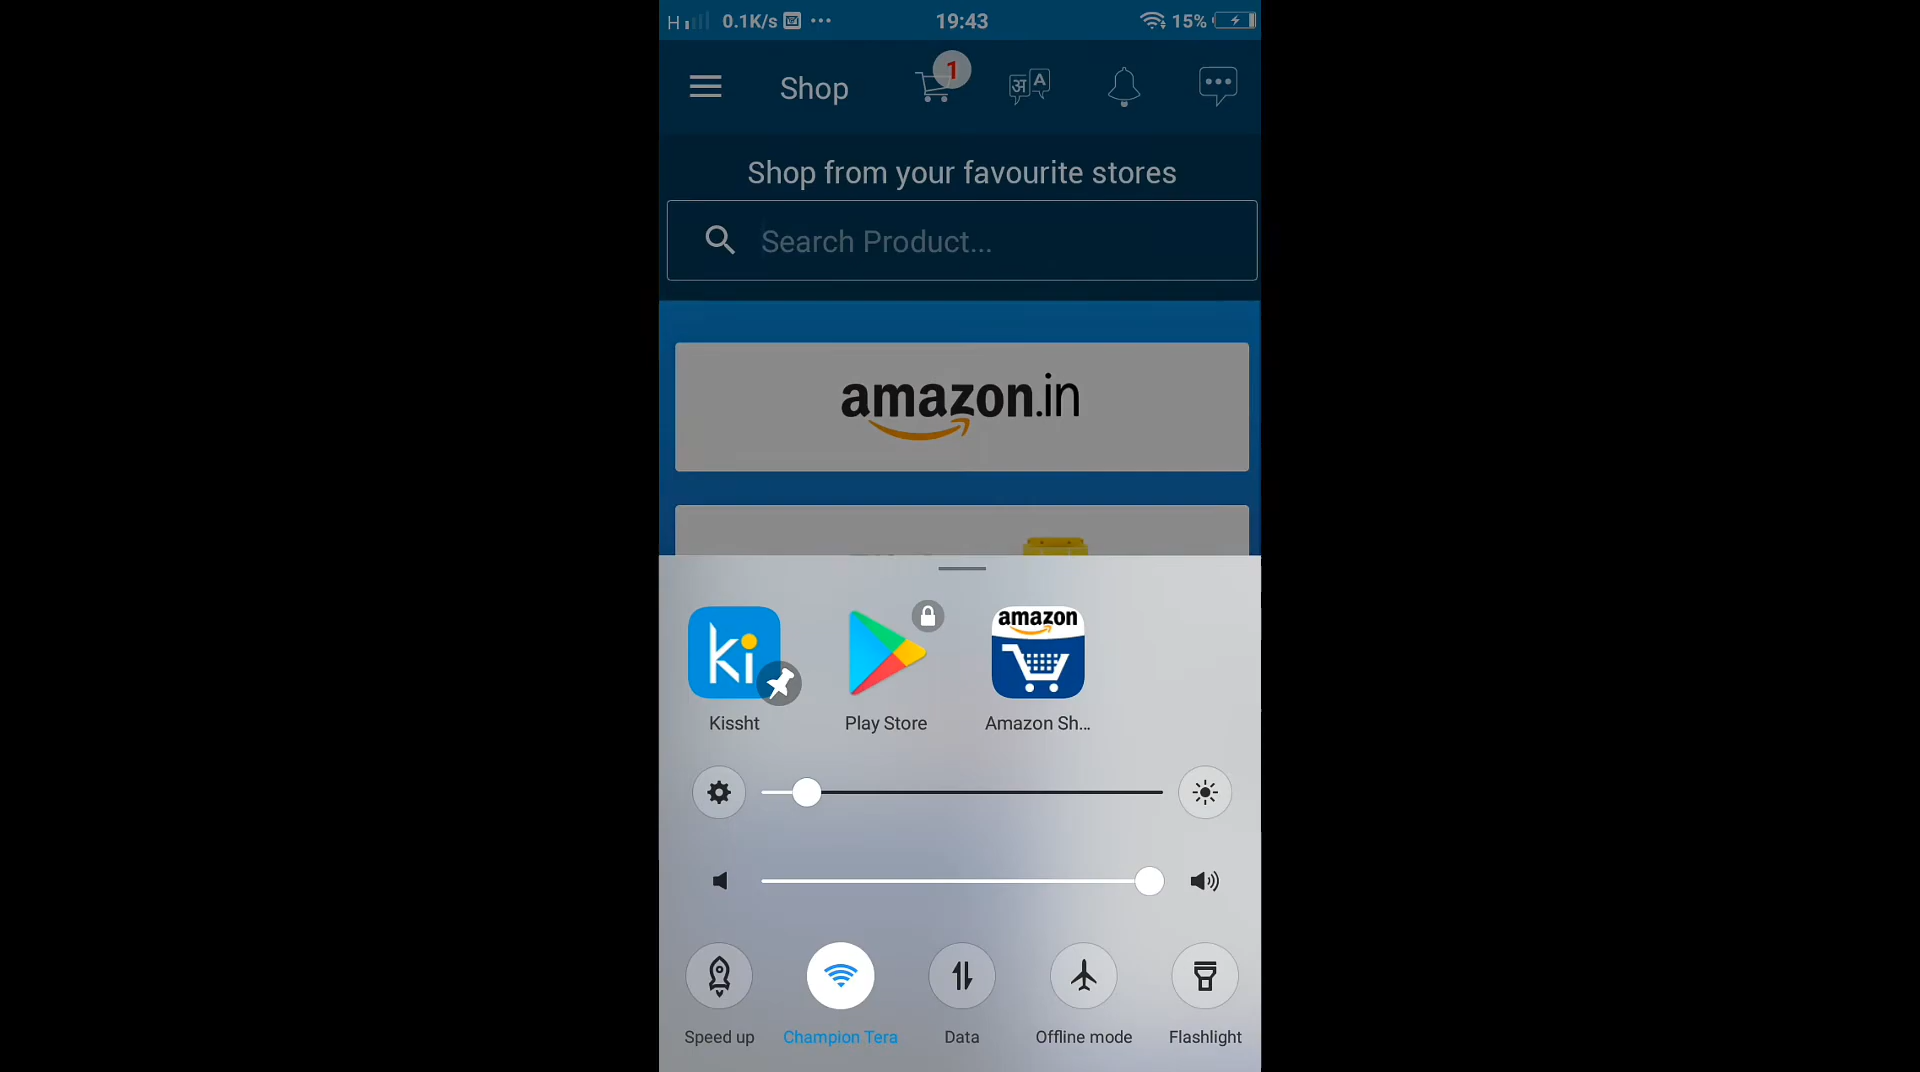 H 0.1K/s ... 19:43 15%
Shop 1 अ A
Shop from your favourite stores
Search Product...
amazon.in
ki amazon
Kissht Play Store Amazon Sh...
Speed up Champion Tera Data Offline mode Flashlight